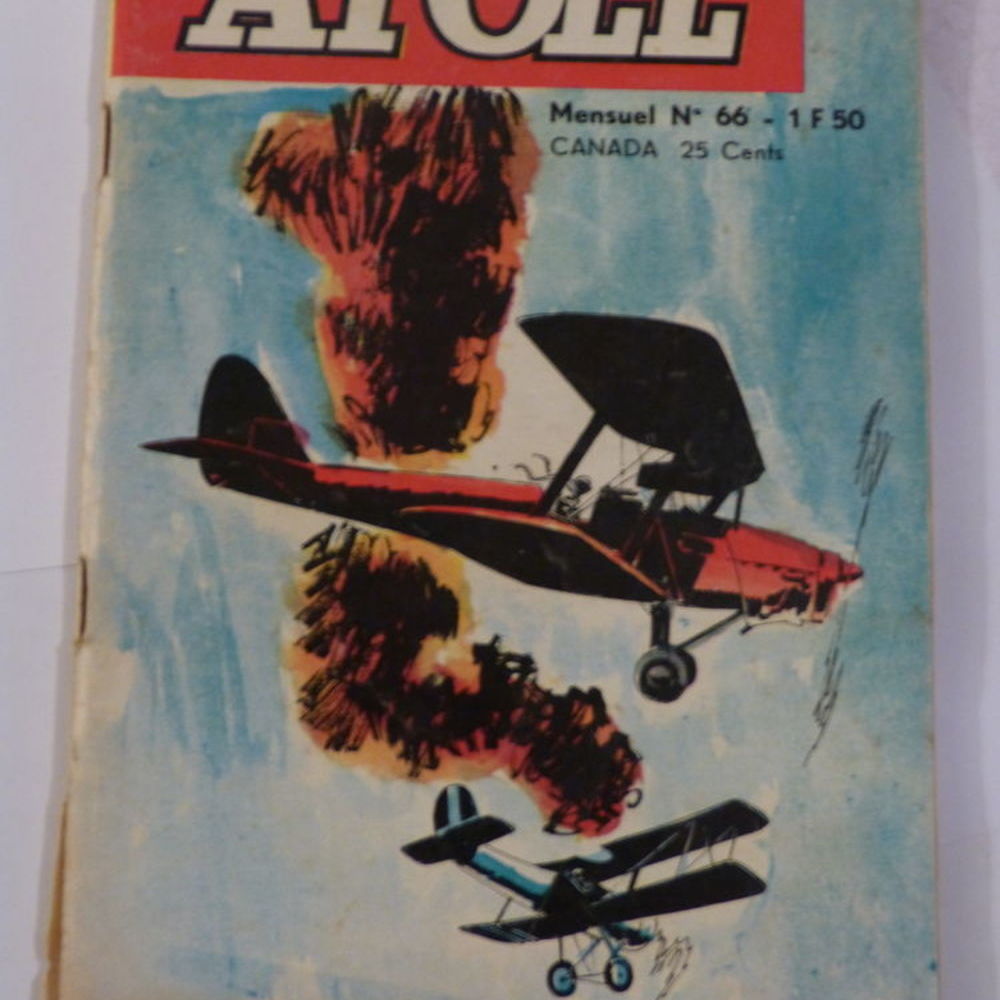 ATOLL
Mensuel N° 66 - 1 F 50
CANADA 25 Cents